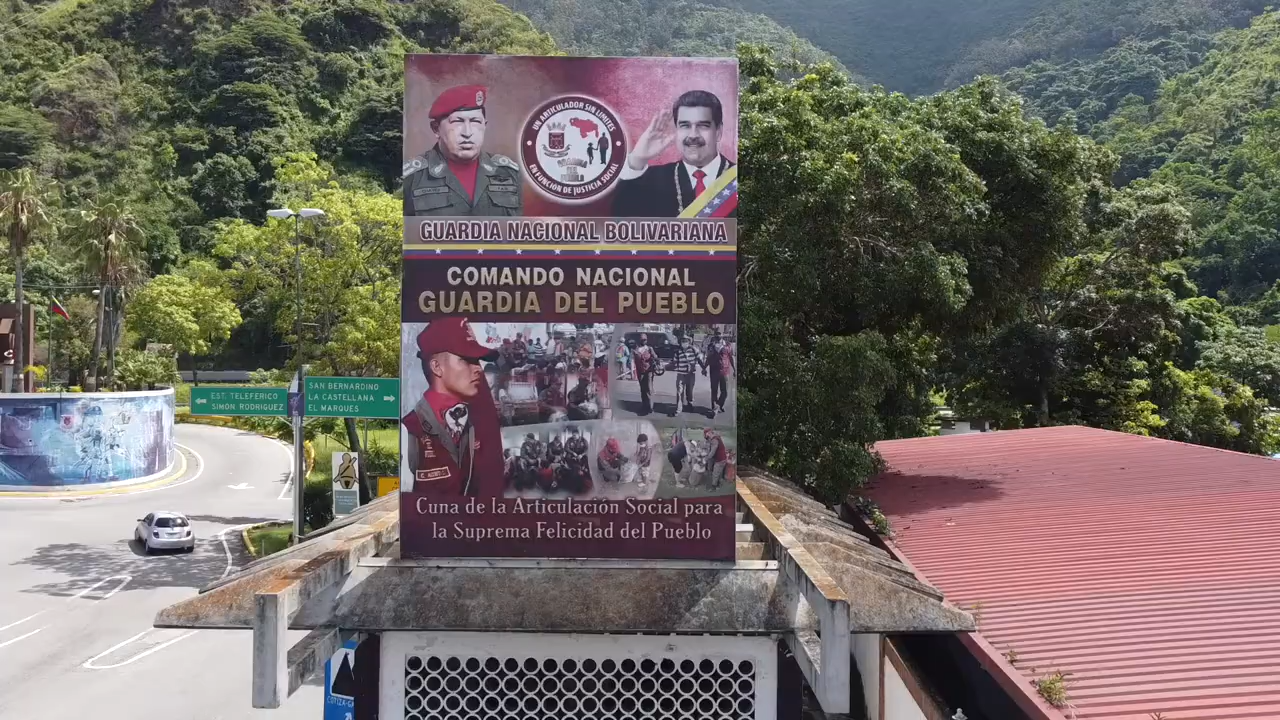 UN ARTICULADOR SIN LIMITES
EN FUNCIÓN DE JUSTICIA SOCIAL
GUARDIA NACIONAL BOLIVARIANA
COMANDO NACIONAL
GUARDIA DEL PUEBLO
Cuna de la Articulación Social para
la Suprema Felicidad del Pueblo
EST. TELEFERICO
SIMON RODRIGUEZ
SAN BERNARDINO
LA CASTELLANA
EL MARQUES